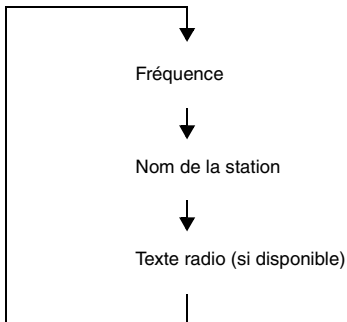 Fréquence
Nom de la station
Texte radio (si disponible)